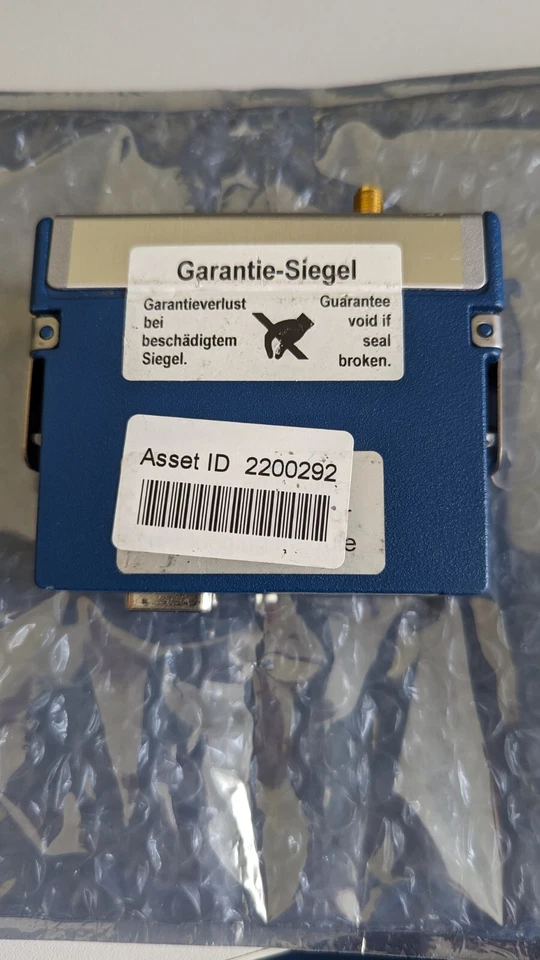 Garantie-Siegel
Garantieverlust
bei
beschädigtem
Siegel.
Guarantee
void if
seal
broken.
Asset ID 2200292
e